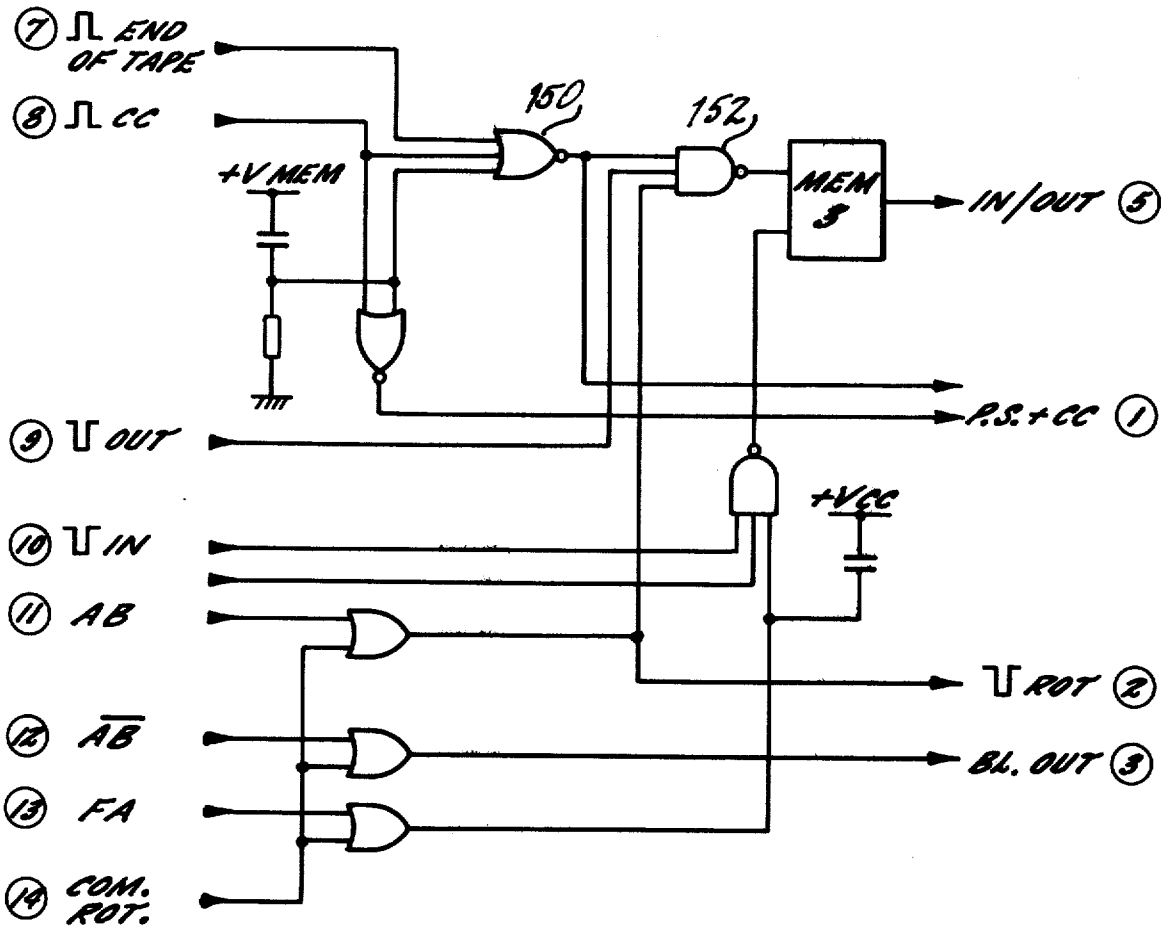 7 END
OF TAPE
8 CC
150
152
+V MEM
MEM
3
IN/OUT 5
P.S.+CC 1
9 OUT
+VCC
10 IN
11 AB
ROT 2
12 A̅B̅
BL. OUT 3
13 FA
14 COM.
ROT.